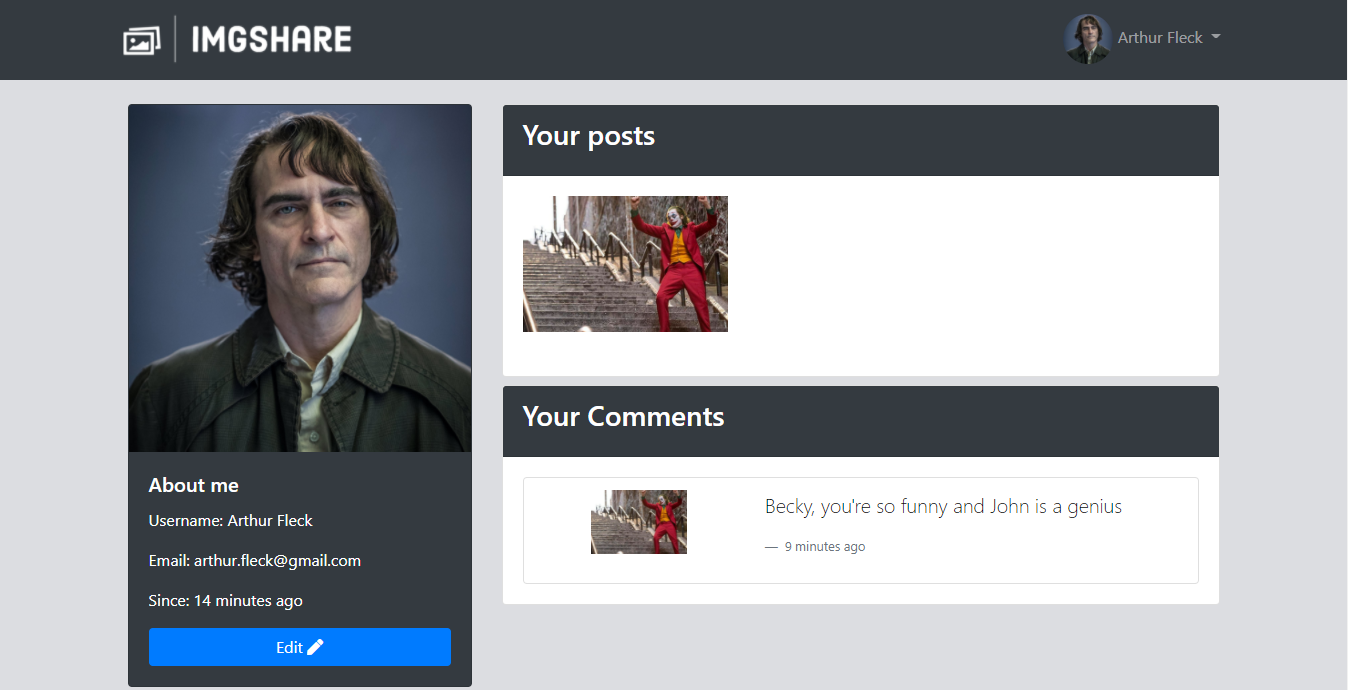 IMGSHARE
Arthur Fleck
Your posts
Your Comments
Becky, you're so funny and John is a genius
— 9 minutes ago
About me
Username: Arthur Fleck
Email: arthur.fleck@gmail.com
Since: 14 minutes ago
Edit